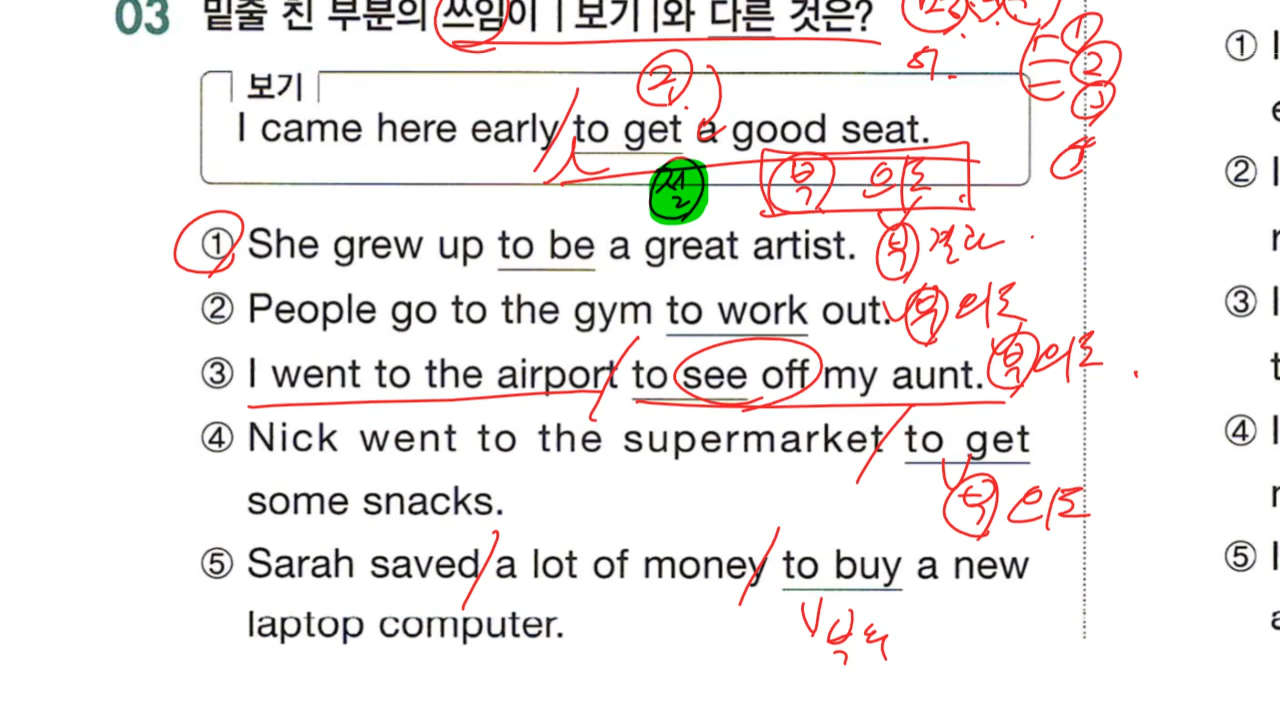 03 밑줄 친 부분의 쓰임이 |보기|와 다른 것은?
보기
I came here early to get a good seat.
부 의도
① She grew up to be a great artist. 부 결과
② People go to the gym to work out. 부 의도
③ I went to the airport to see off my aunt. 부 의도
④ Nick went to the supermarket to get
some snacks. 부 의도
⑤ Sarah saved a lot of money to buy a new
laptop computer.
① I
②
③
④
⑤